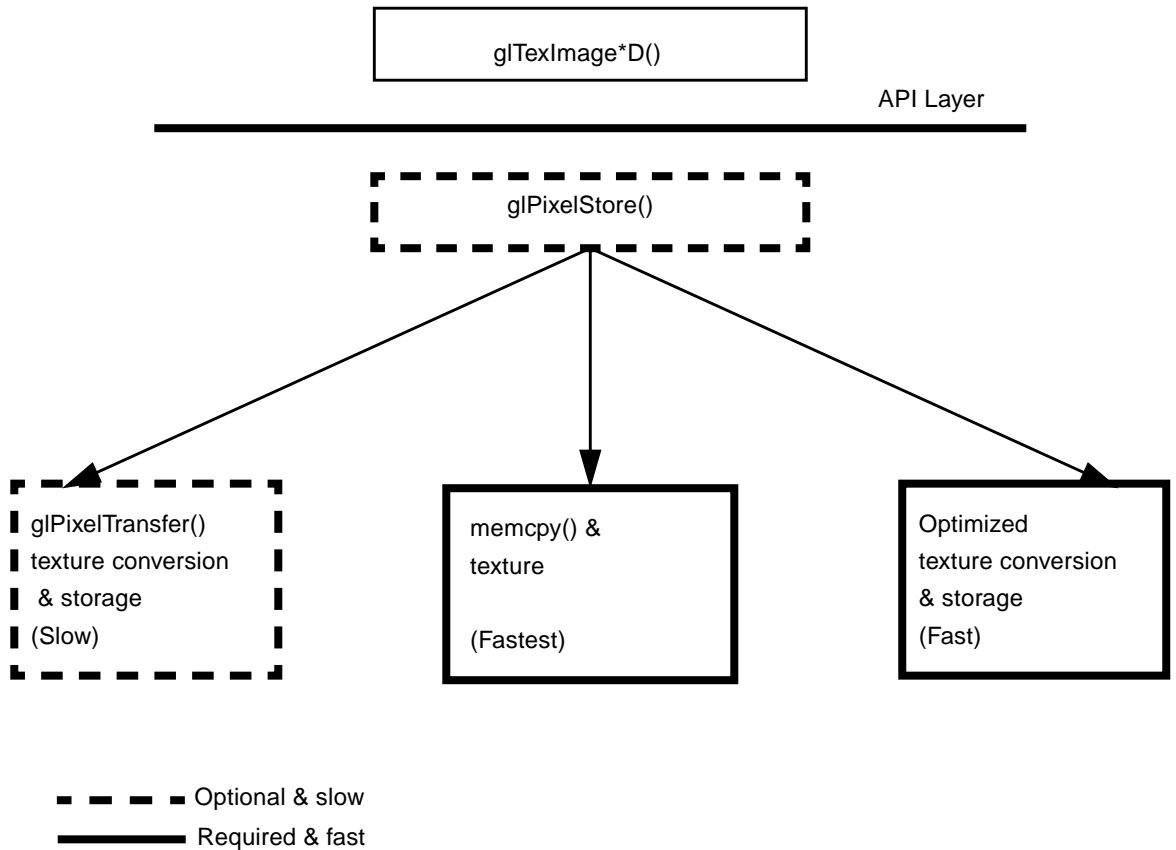 glTexImage*D()
API Layer
glPixelStore()
glPixelTransfer()
texture conversion
& storage
(Slow)
memcpy() &
texture
(Fastest)
Optimized
texture conversion
& storage
(Fast)
Optional & slow
Required & fast